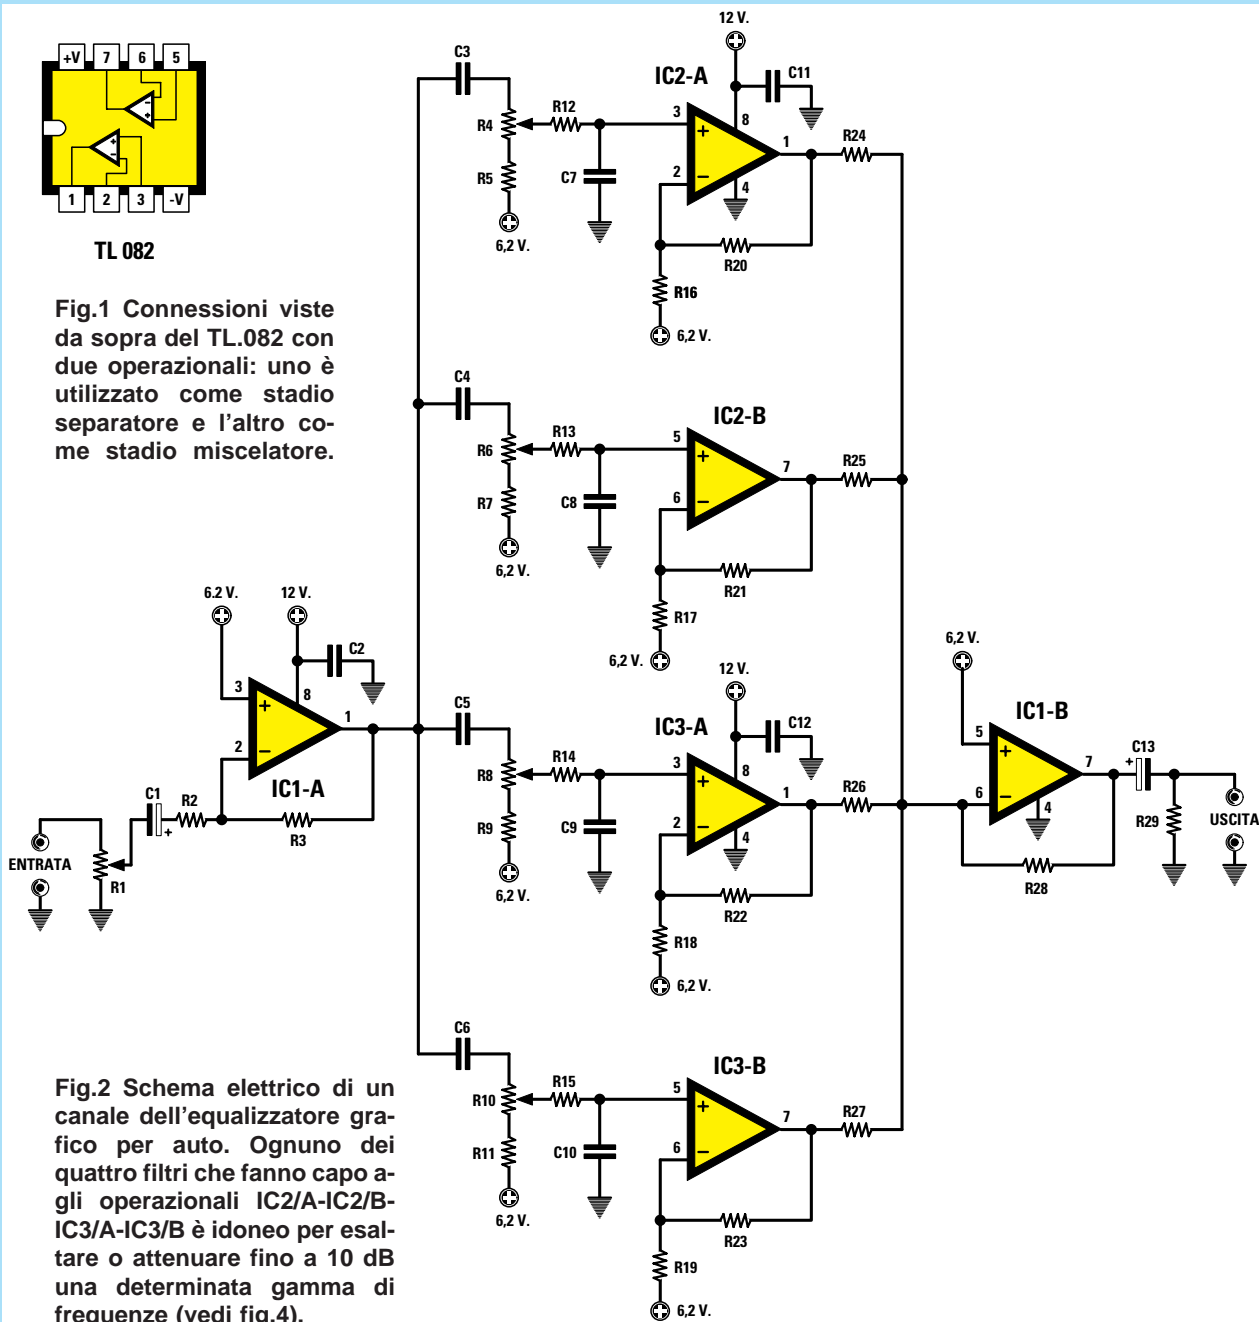 +V 7 6 5
1 2 3 -V
TL 082
Fig.1 Connessioni viste
da sopra del TL.082 con
due operazionali: uno è
utilizzato come stadio
separatore e l'altro co-
me stadio miscelatore.
12 V.
C3
IC2-A
C11
R4
R12
3
8
1
R24
R5
C7
2
4
6,2 V.
R20
R16
6,2 V.
C4
IC2-B
R6
R13
5
7
R25
R7
C8
6
6,2 V.
R21
R17
6,2 V.
6.2 V.
12 V.
C2
3
8
1
2
IC1-A
C1
R2
R3
ENTRATA
R1
12 V.
C5
IC3-A
C12
R8
R14
3
8
1
R26
R9
C9
2
4
6,2 V.
R22
R18
6,2 V.
6,2 V.
IC1-B
5
7
C13
6
4
R29
USCITA
R28
C6
IC3-B
R10
R15
5
7
R27
R11
C10
6
6,2 V.
R23
R19
6,2 V.
Fig.2 Schema elettrico di un
canale dell'equalizzatore gra-
fico per auto. Ognuno dei
quattro filtri che fanno capo a-
gli operazionali IC2/A-IC2/B-
IC3/A-IC3/B è idoneo per esal-
tare o attenuare fino a 10 dB
una determinata gamma di
frequenze (vedi fig.4).